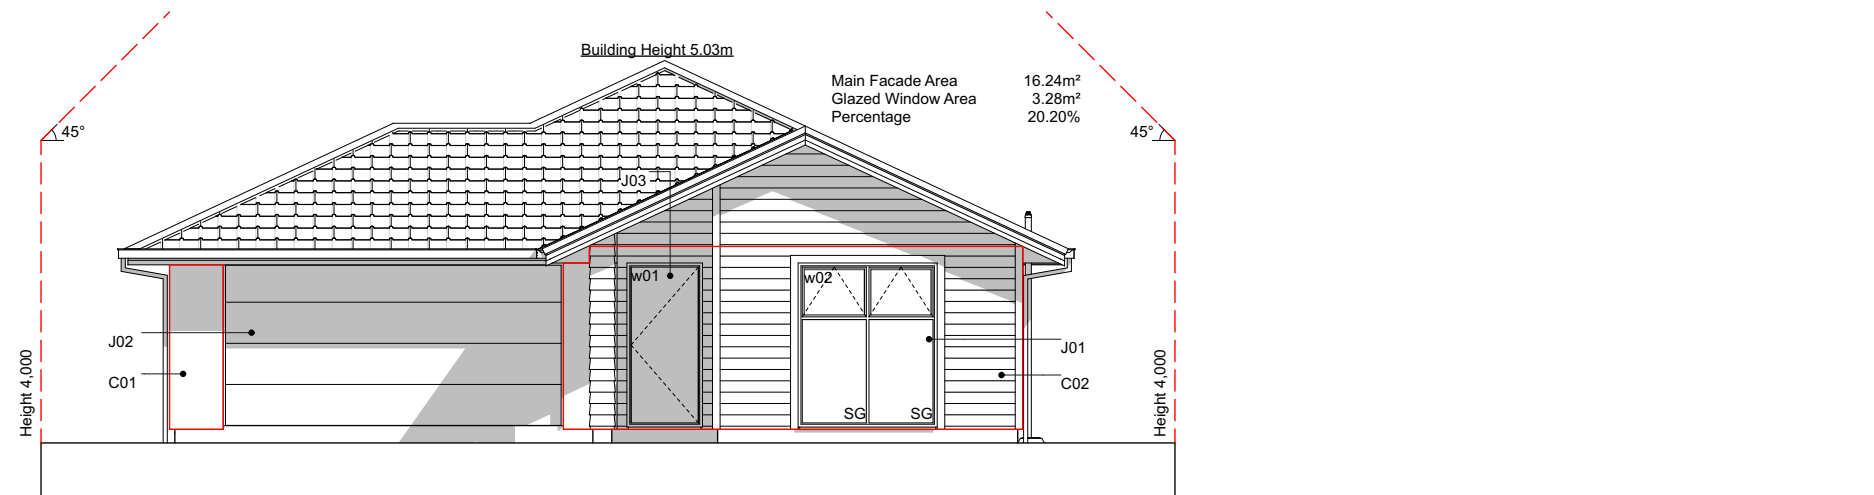 Building Height 5.03m
Main Facade Area 16.24m²
Glazed Window Area 3.28m²
Percentage 20.20%
45°
45°
J03
w01
w02
J02
J01
C01
C02
Height 4,000
Height 4,000
SG
SG